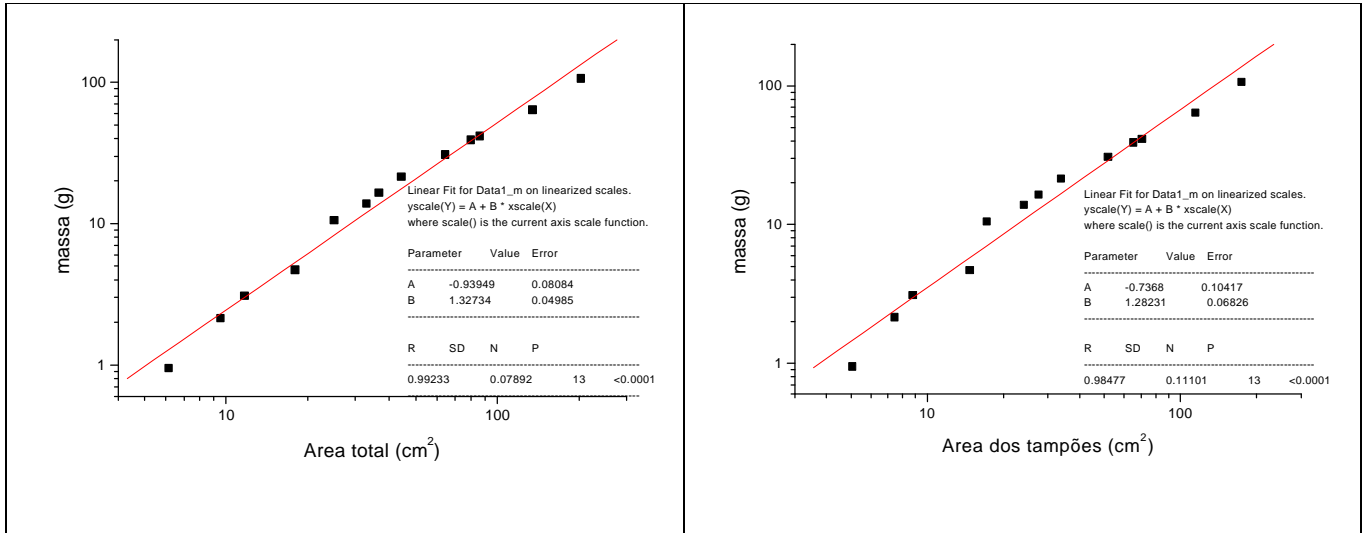 100
10
1
10
100
massa (g)
Area total (cm²)
Linear Fit for Data1_m on linearized scales.
yscale(Y) = A + B * xscale(X)
where scale() is the current axis scale function.
Parameter Value Error
------------------------------------------------------------
A -0.93949 0.08084
B 1.32734 0.04985
------------------------------------------------------------
R SD N P
------------------------------------------------------------
0.99233 0.07892 13 <0.0001
------------------------------------------------------------
100
10
1
10
100
massa (g)
Area dos tampões (cm²)
Linear Fit for Data1_m on linearized scales.
yscale(Y) = A + B * xscale(X)
where scale() is the current axis scale function.
Parameter Value Error
------------------------------------------------------------
A -0.7368 0.10417
B 1.28231 0.06826
------------------------------------------------------------
R SD N P
------------------------------------------------------------
0.98477 0.11101 13 <0.0001